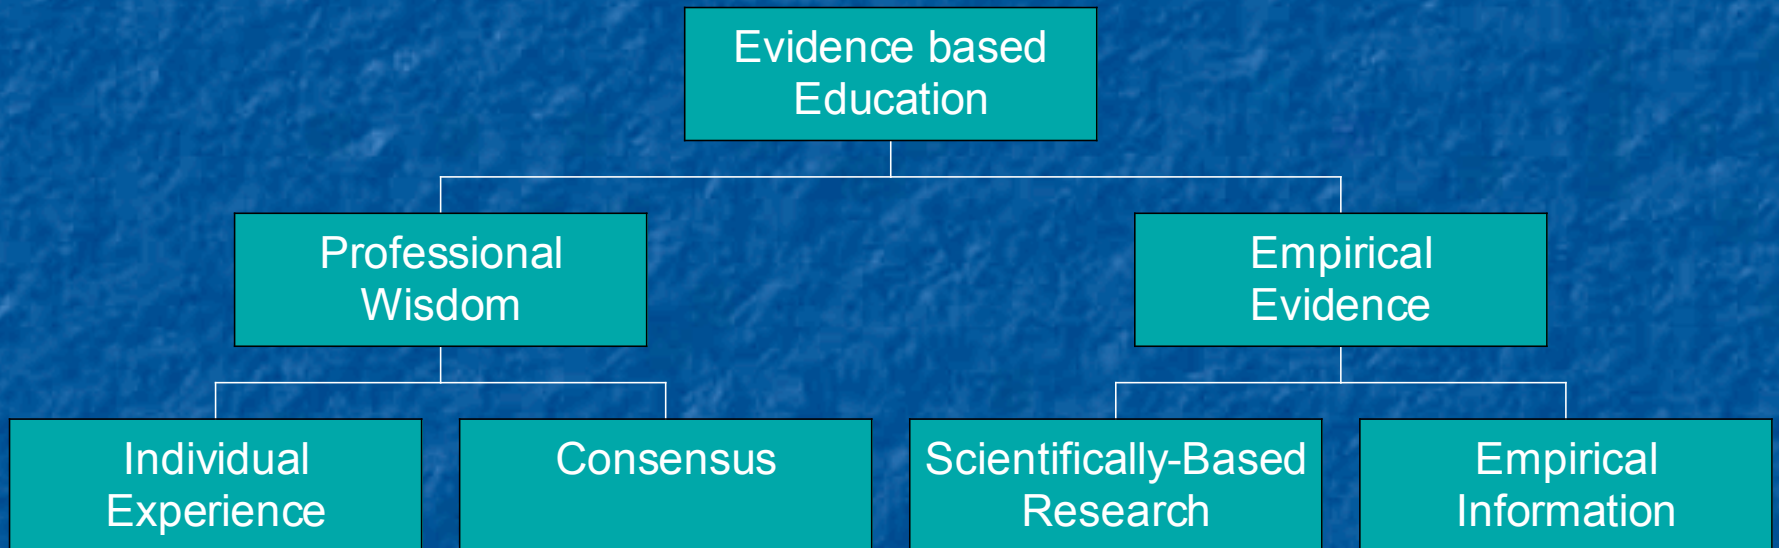 Evidence based
Education
Professional
Wisdom
Empirical
Evidence
Individual
Experience
Consensus
Scientifically-Based
Research
Empirical
Information